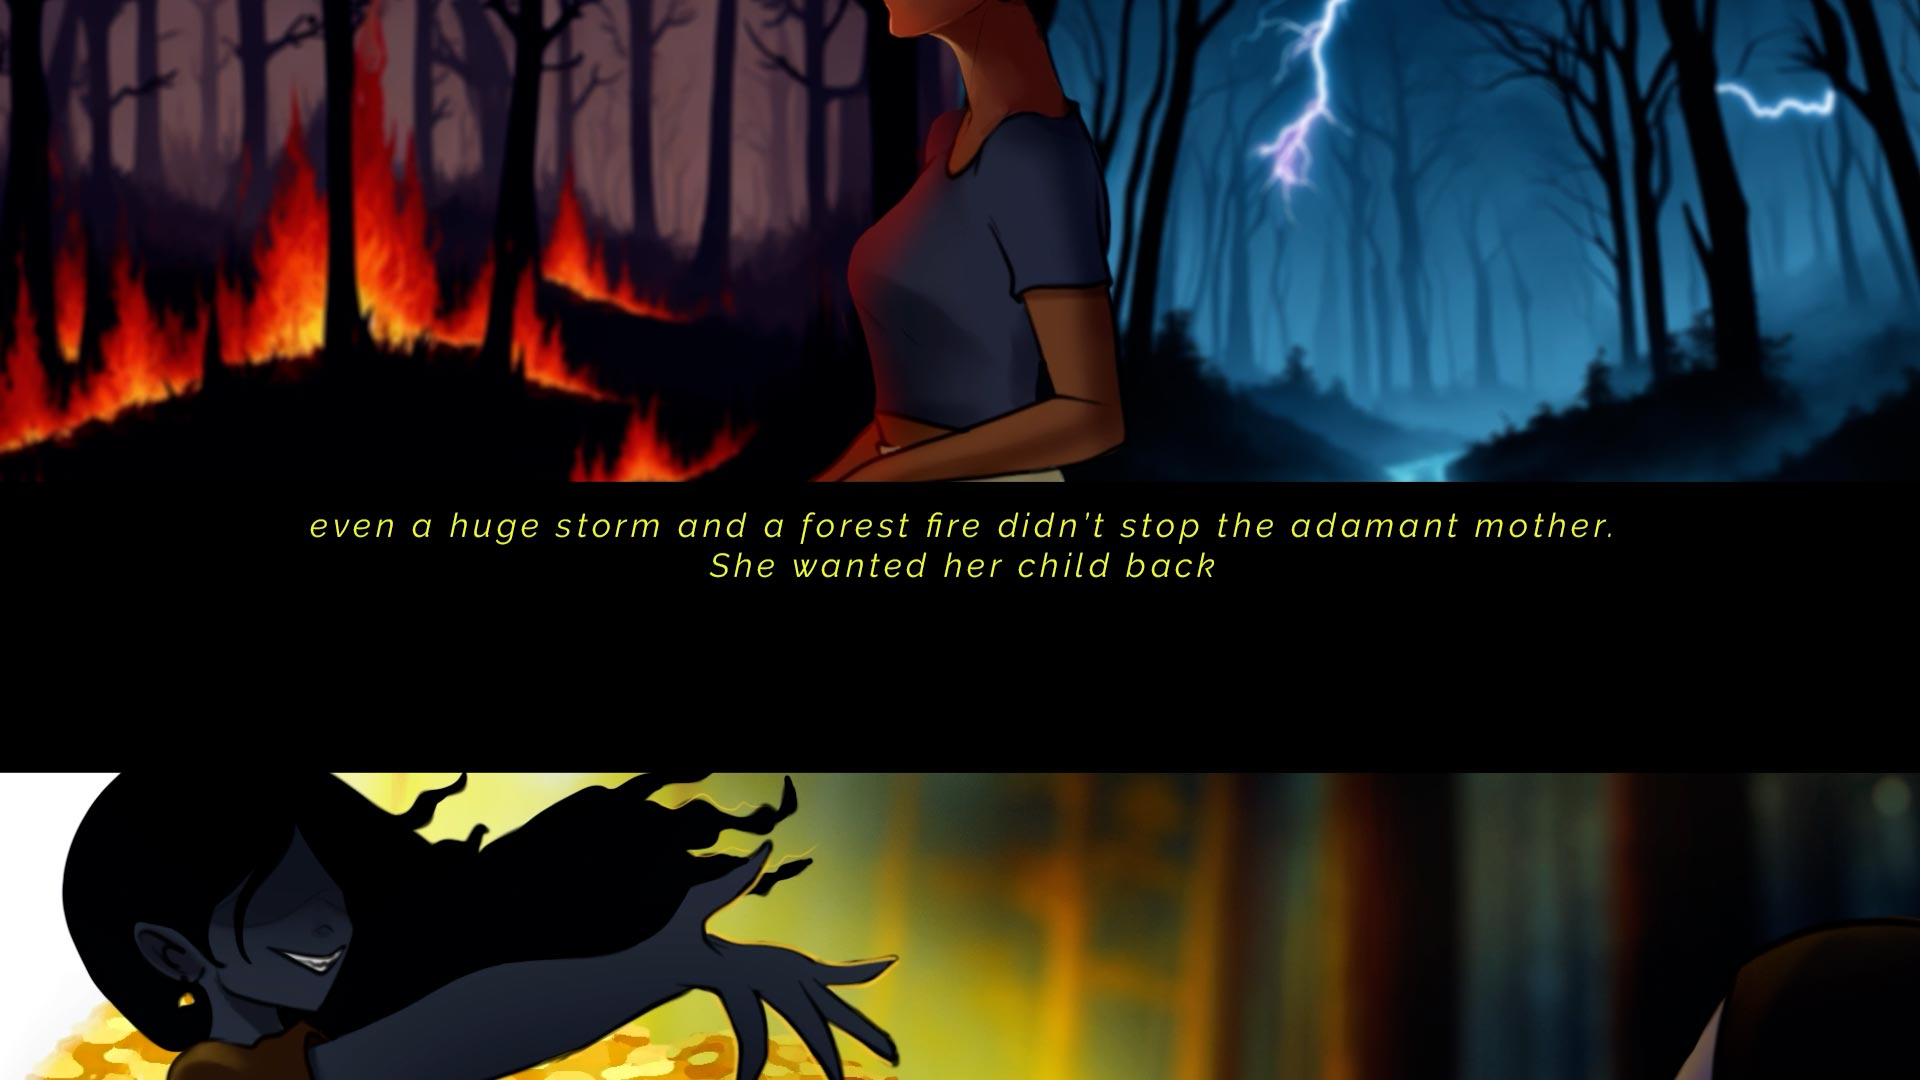 even a huge storm and a forest fire didn't stop the adamant mother.
She wanted her child back